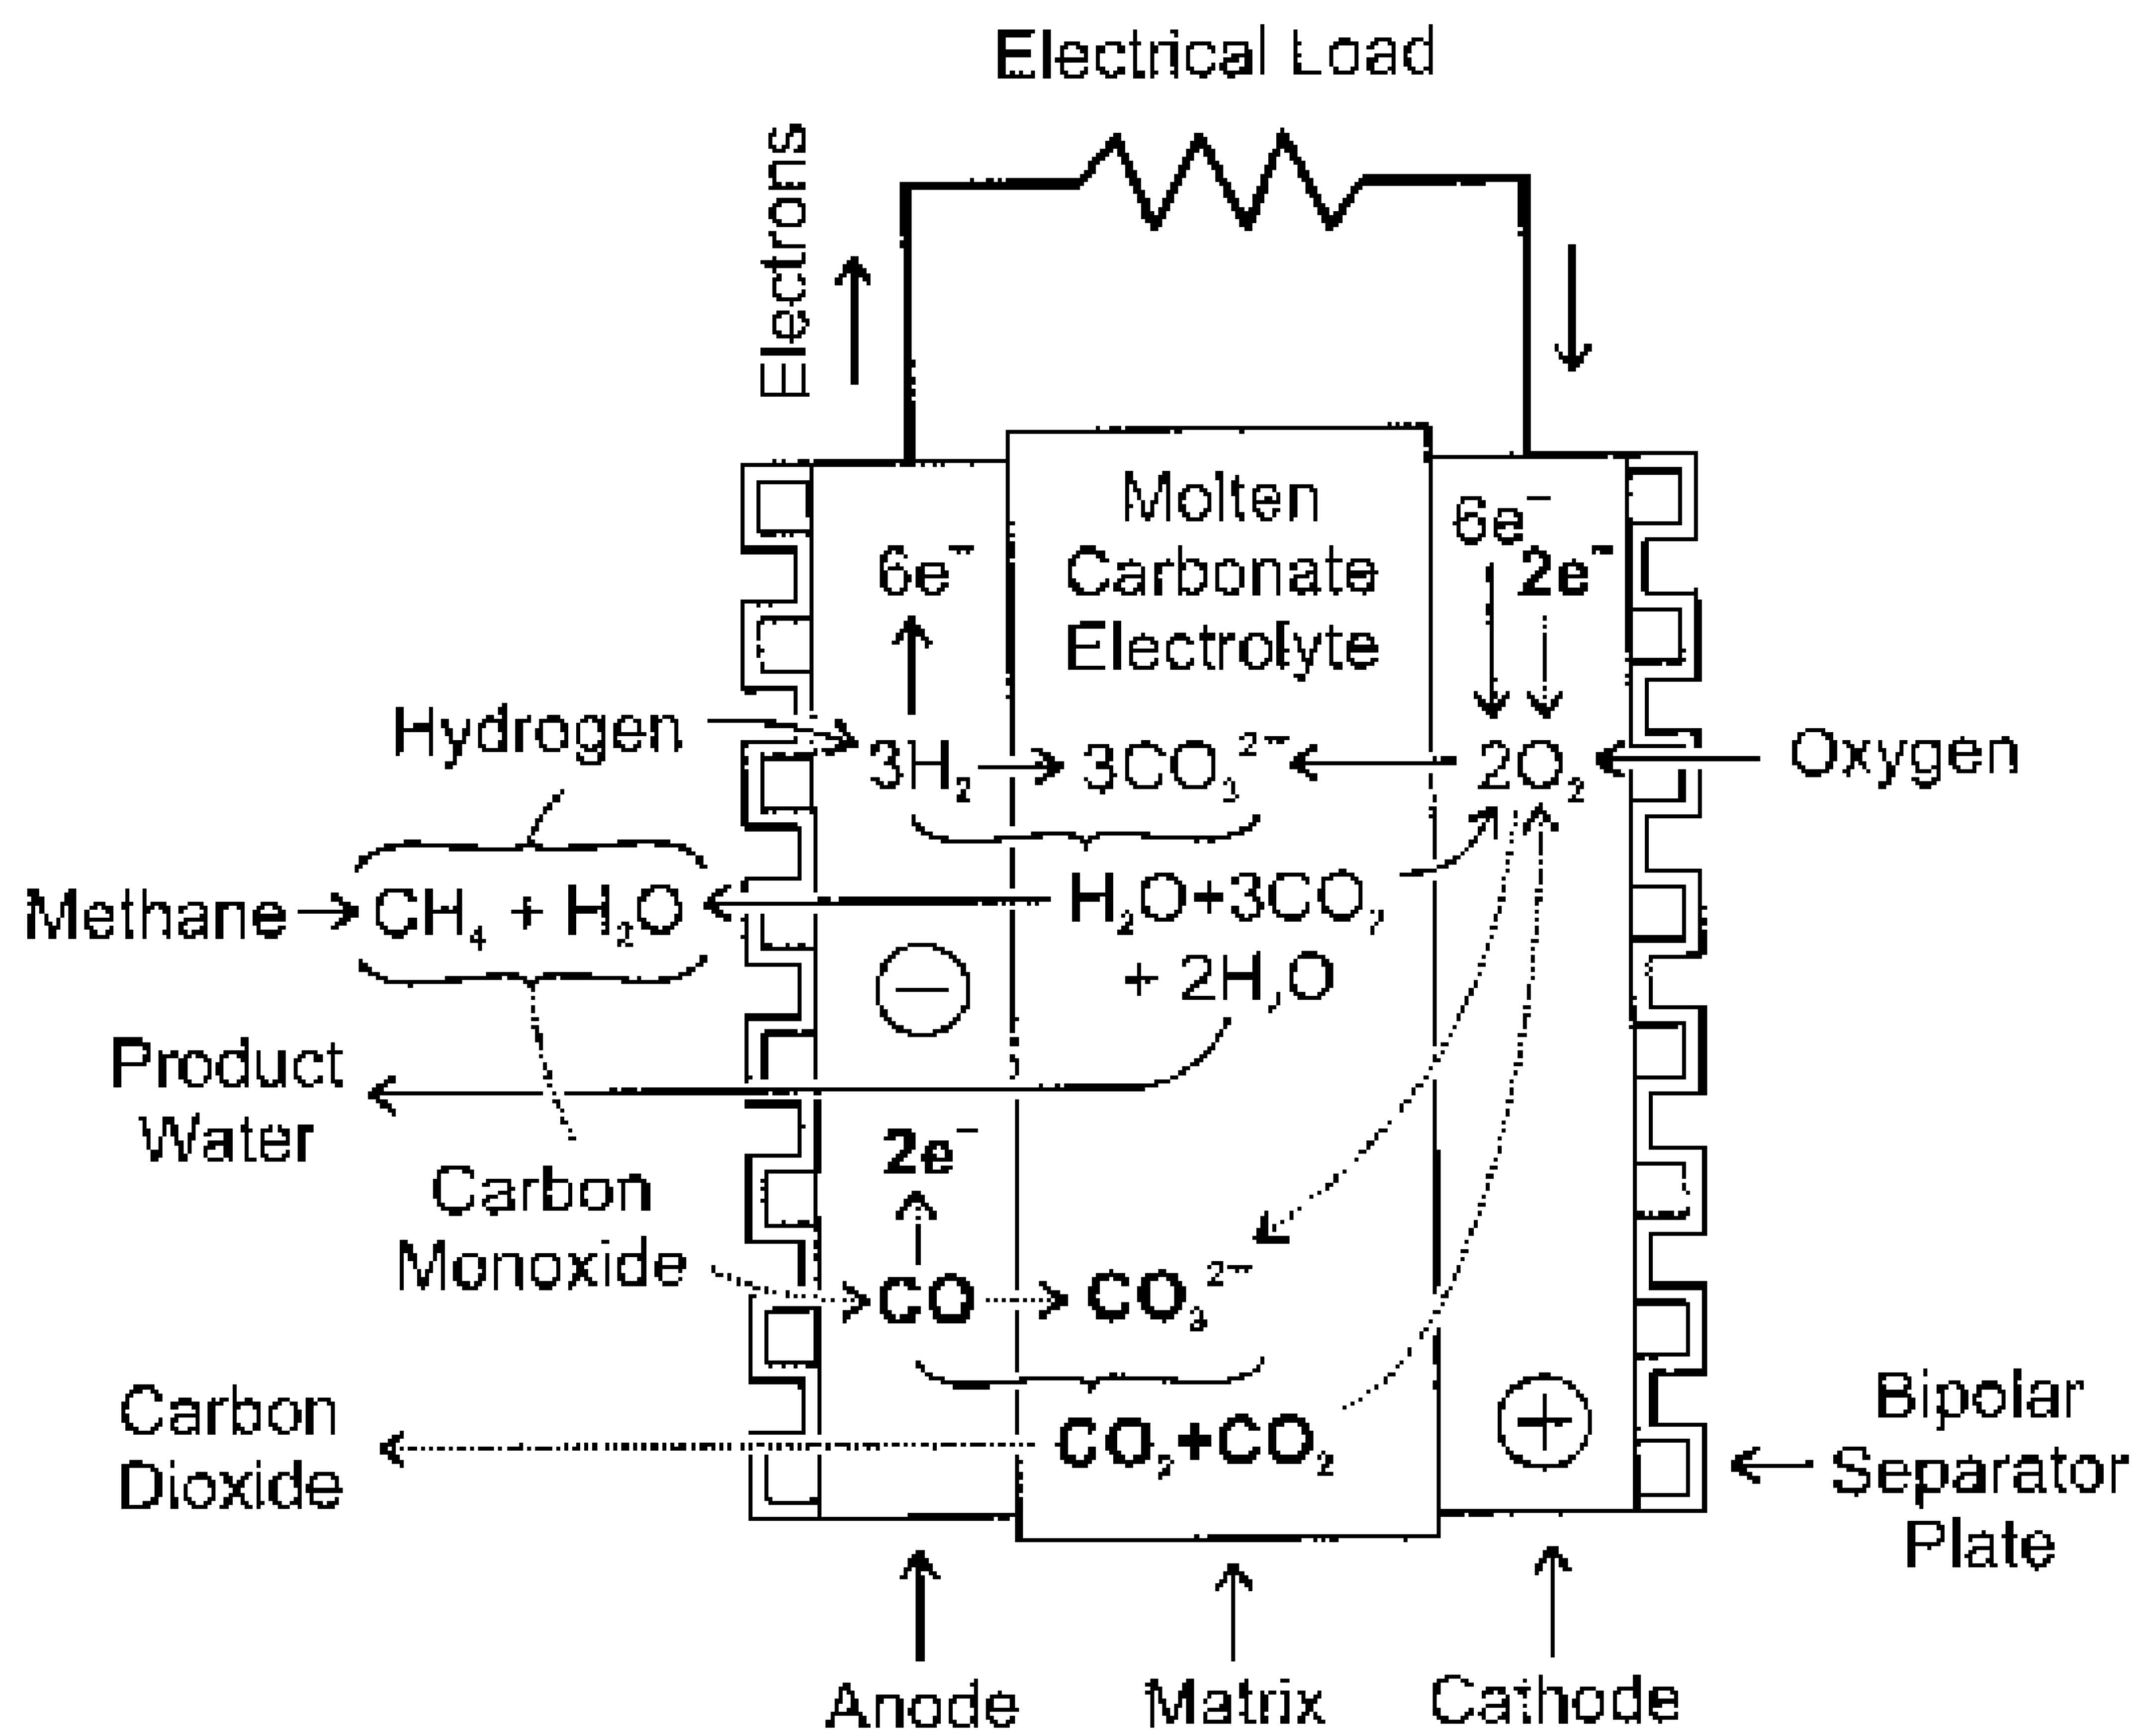 Electrical Load
Electrons
Molten
Carbonate
Electrolyte
6e⁻
6e⁻
2e⁻
Hydrogen
3H₂
3CO₃²⁻
2O₂
Oxygen
Methane
CH₄ + H₂O
H₂O+3CO₂
+ 2H₂O
−
Product
Water
2e⁻
Carbon
Monoxide
CO
CO₃²⁻
Carbon
Dioxide
CO₂+CO₂
+
Bipolar
Separator
Plate
Anode
Matrix
Cathode